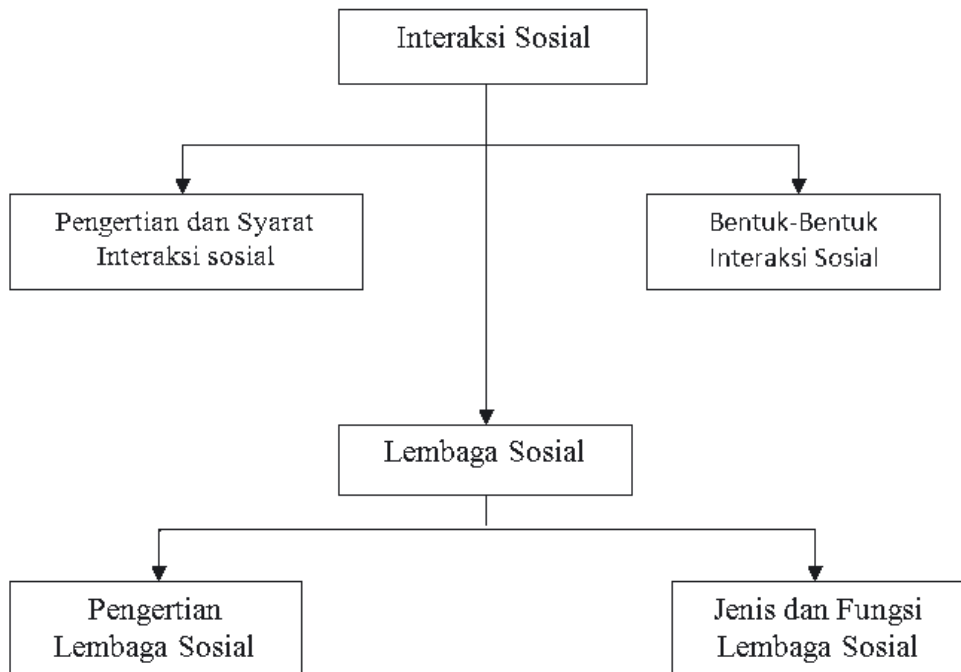 Interaksi Sosial
Pengertian dan Syarat
Interaksi sosial
Bentuk-Bentuk
Interaksi Sosial
Lembaga Sosial
Pengertian
Lembaga Sosial
Jenis dan Fungsi
Lembaga Sosial